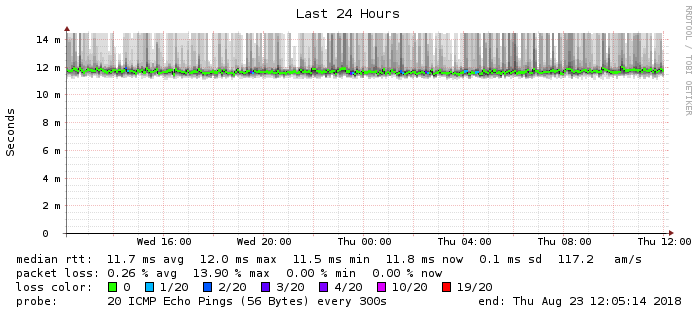 Last 24 Hours
RRDTOOL / TOBI OETIKER
Seconds
14 m
12 m
10 m
8 m
6 m
4 m
2 m
0
Wed 16:00 Wed 20:00 Thu 00:00 Thu 04:00 Thu 08:00 Thu 12:00
median rtt: 11.7 ms avg 12.0 ms max 11.5 ms min 11.8 ms now 0.1 ms sd 117.2 am/s
packet loss: 0.26 % avg 13.90 % max 0.00 % min 0.00 % now
loss color: 0 1/20 2/20 3/20 4/20 10/20 19/20
probe: 20 ICMP Echo Pings (56 Bytes) every 300s end: Thu Aug 23 12:05:14 2018